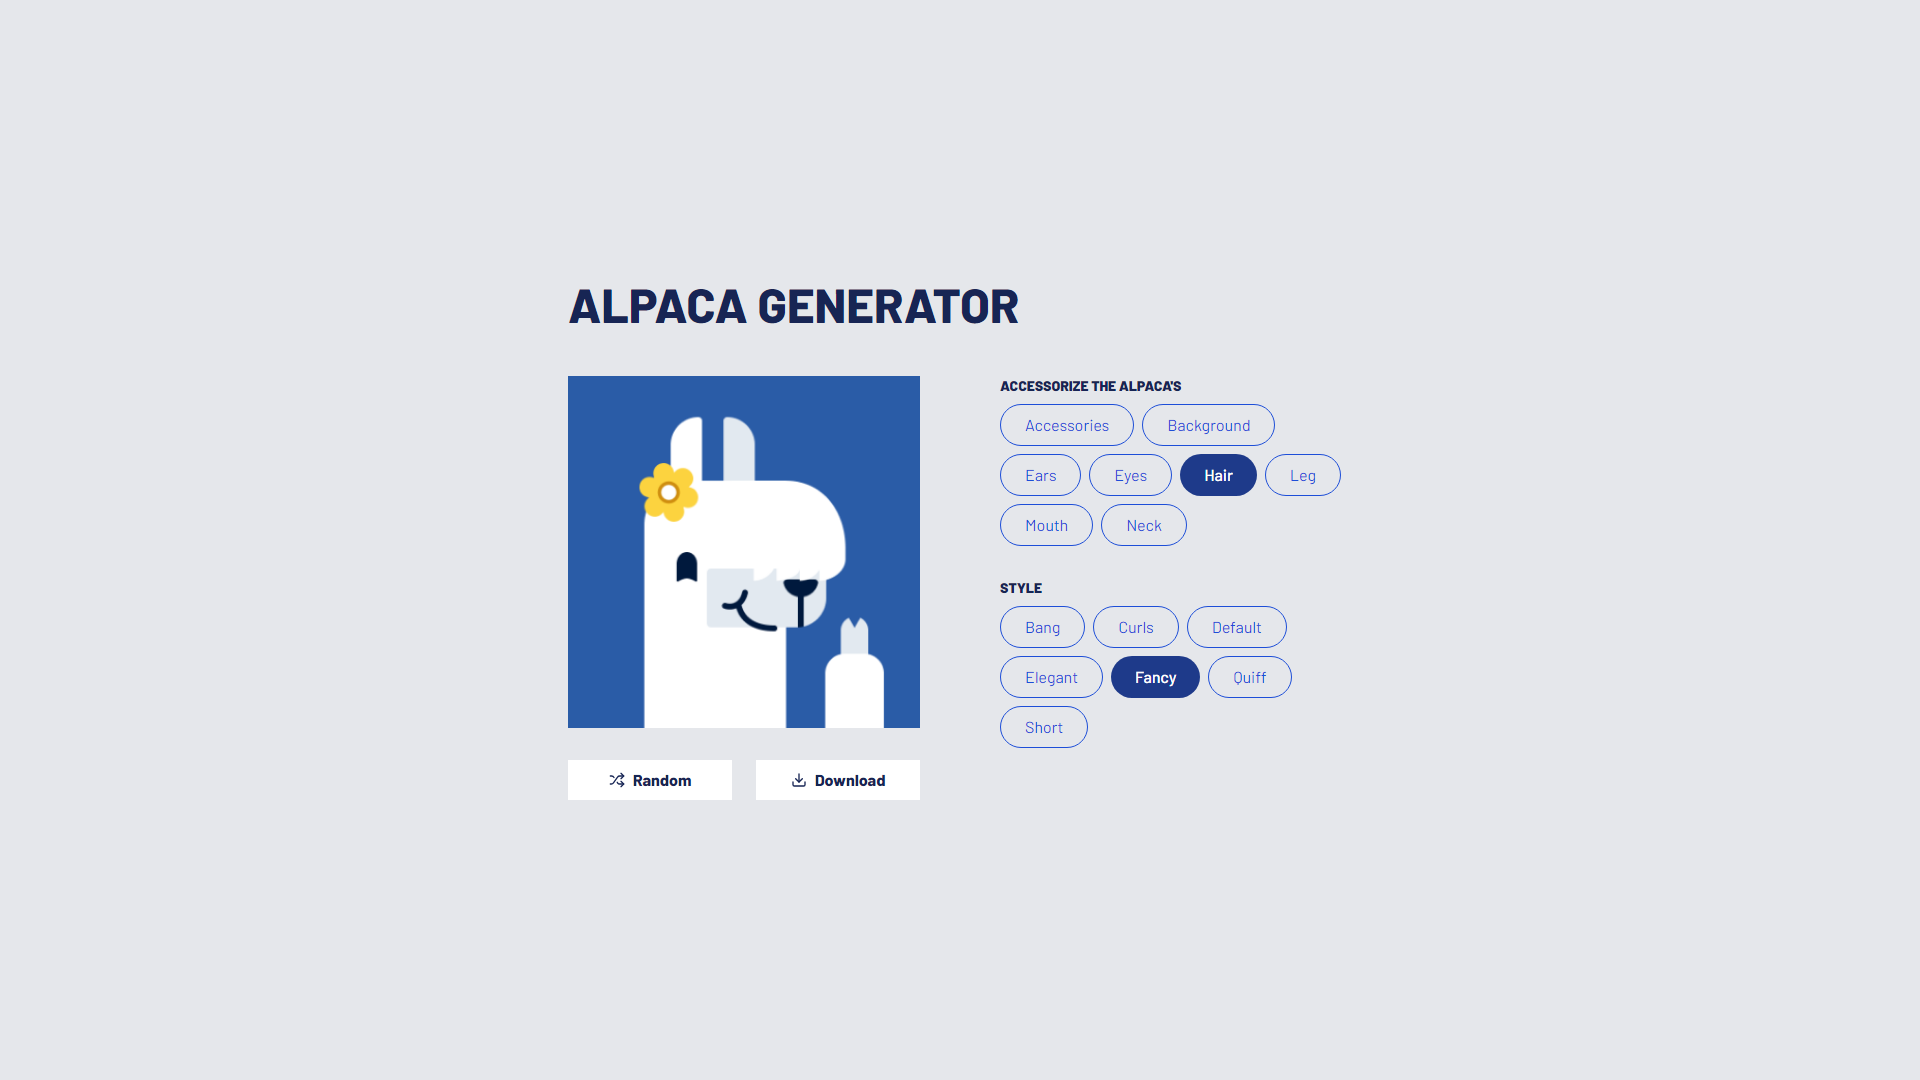 ALPACA GENERATOR
ACCESSORIZE THE ALPACA'S
Accessories Background
Ears Eyes Hair Leg
Mouth Neck
STYLE
Bang Curls Default
Elegant Fancy Quiff
Short
Random Download